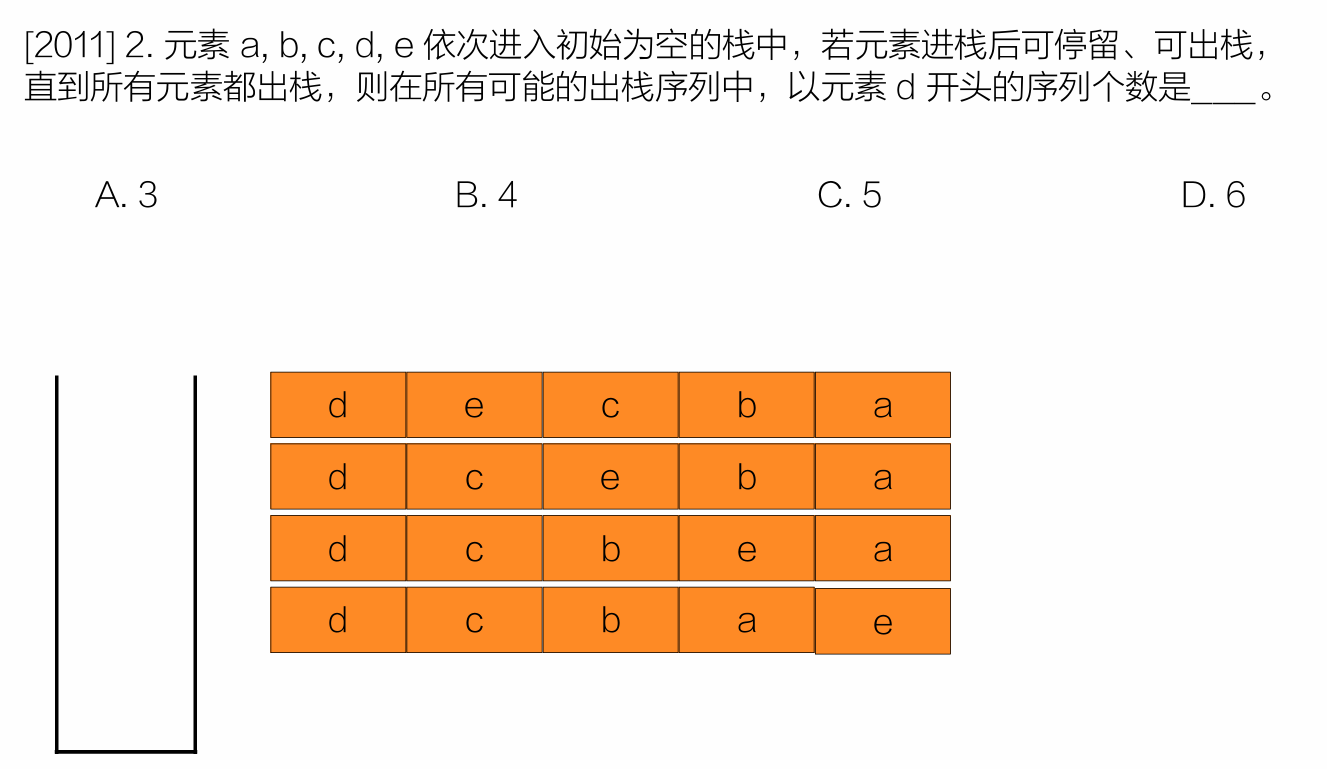 [2011] 2. 元素 a, b, c, d, e 依次进入初始为空的栈中，若元素进栈后可停留、可出栈，
直到所有元素都出栈，则在所有可能的出栈序列中，以元素 d 开头的序列个数是____。
A. 3 B. 4 C. 5 D. 6
d e c b a
d c e b a
d c b e a
d c b a e